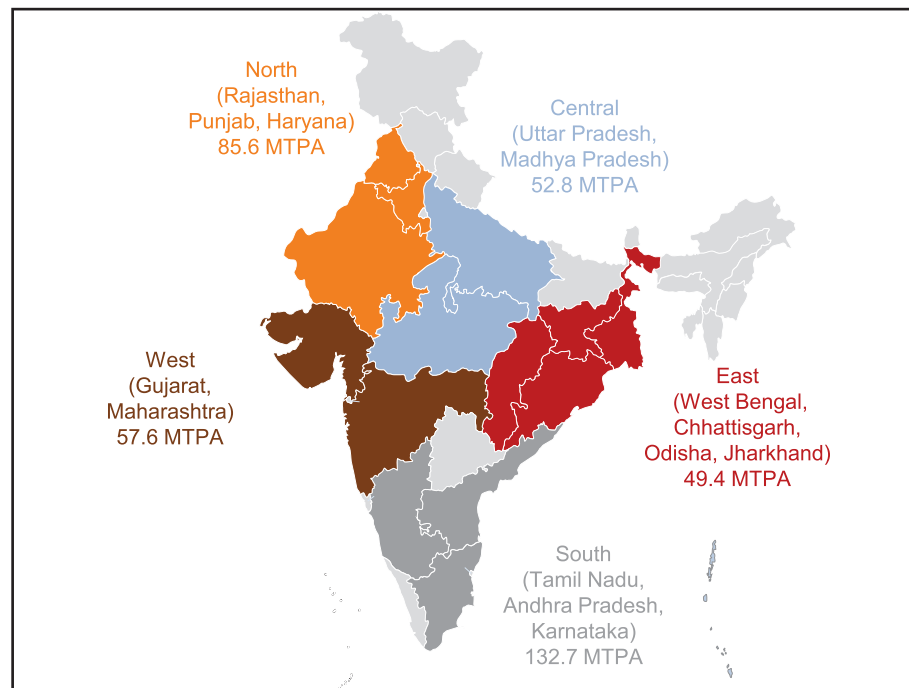 North
(Rajasthan,
Punjab, Haryana)
85.6 MTPA
Central
(Uttar Pradesh,
Madhya Pradesh)
52.8 MTPA
West
(Gujarat,
Maharashtra)
57.6 MTPA
East
(West Bengal,
Chhattisgarh,
Odisha, Jharkhand)
49.4 MTPA
South
(Tamil Nadu,
Andhra Pradesh,
Karnataka)
132.7 MTPA